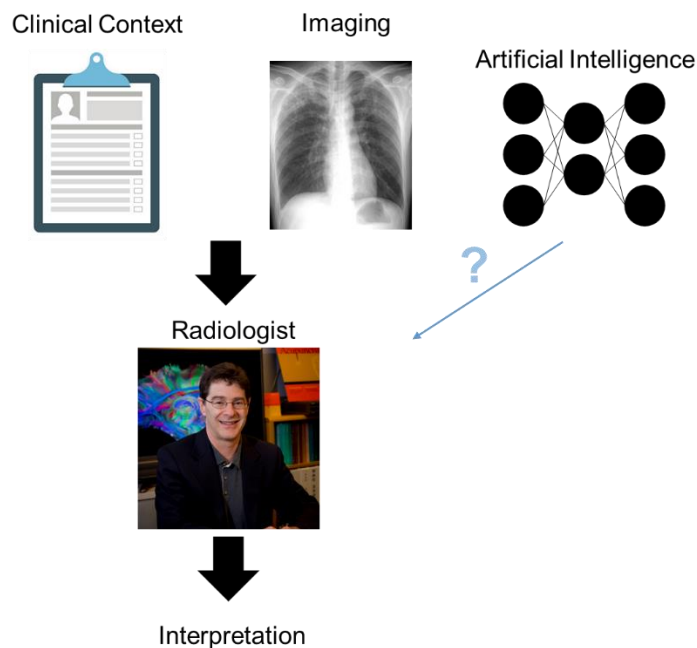 Clinical Context
Imaging
Artificial Intelligence
?
Radiologist
Interpretation